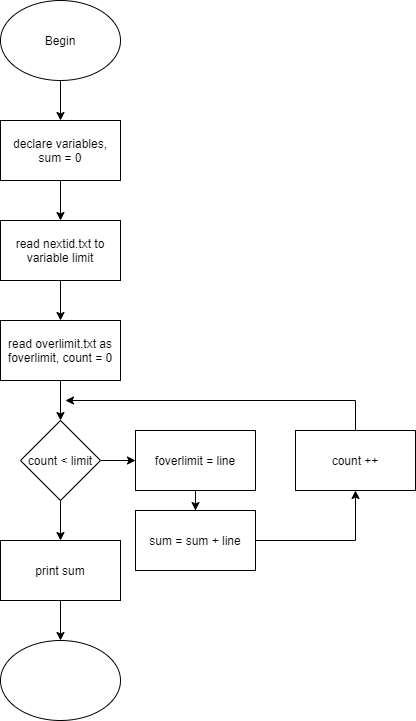 Begin
declare variables,
sum = 0
read nextid.txt to
variable limit
read overlimit.txt as
foverlimit, count = 0
count < limit
foverlimit = line
count ++
sum = sum + line
print sum